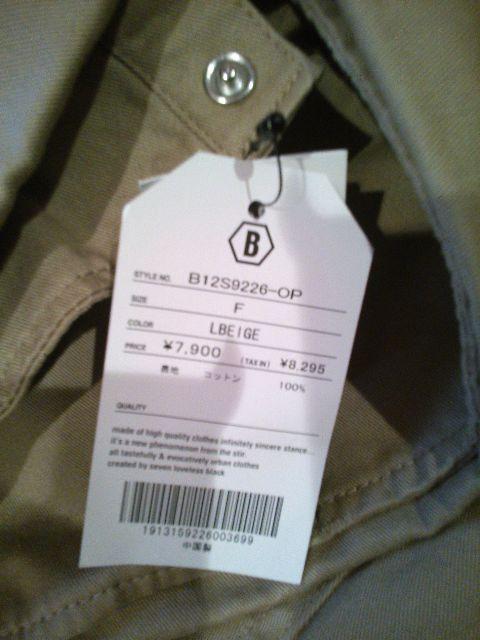 B
STYLE NO. B12S9226-OP
SIZE F
COLOR LBEIGE
PRICE ¥7,900 (TAX IN) ¥8,295
表地 コットン 100%
QUALITY
made of high quality clothes infinitely sincere stance...
it's a new phenomenon from the stir.
all tastefully & evocatively urban clothes
created by seven loveless black
1913159226003699
中国製